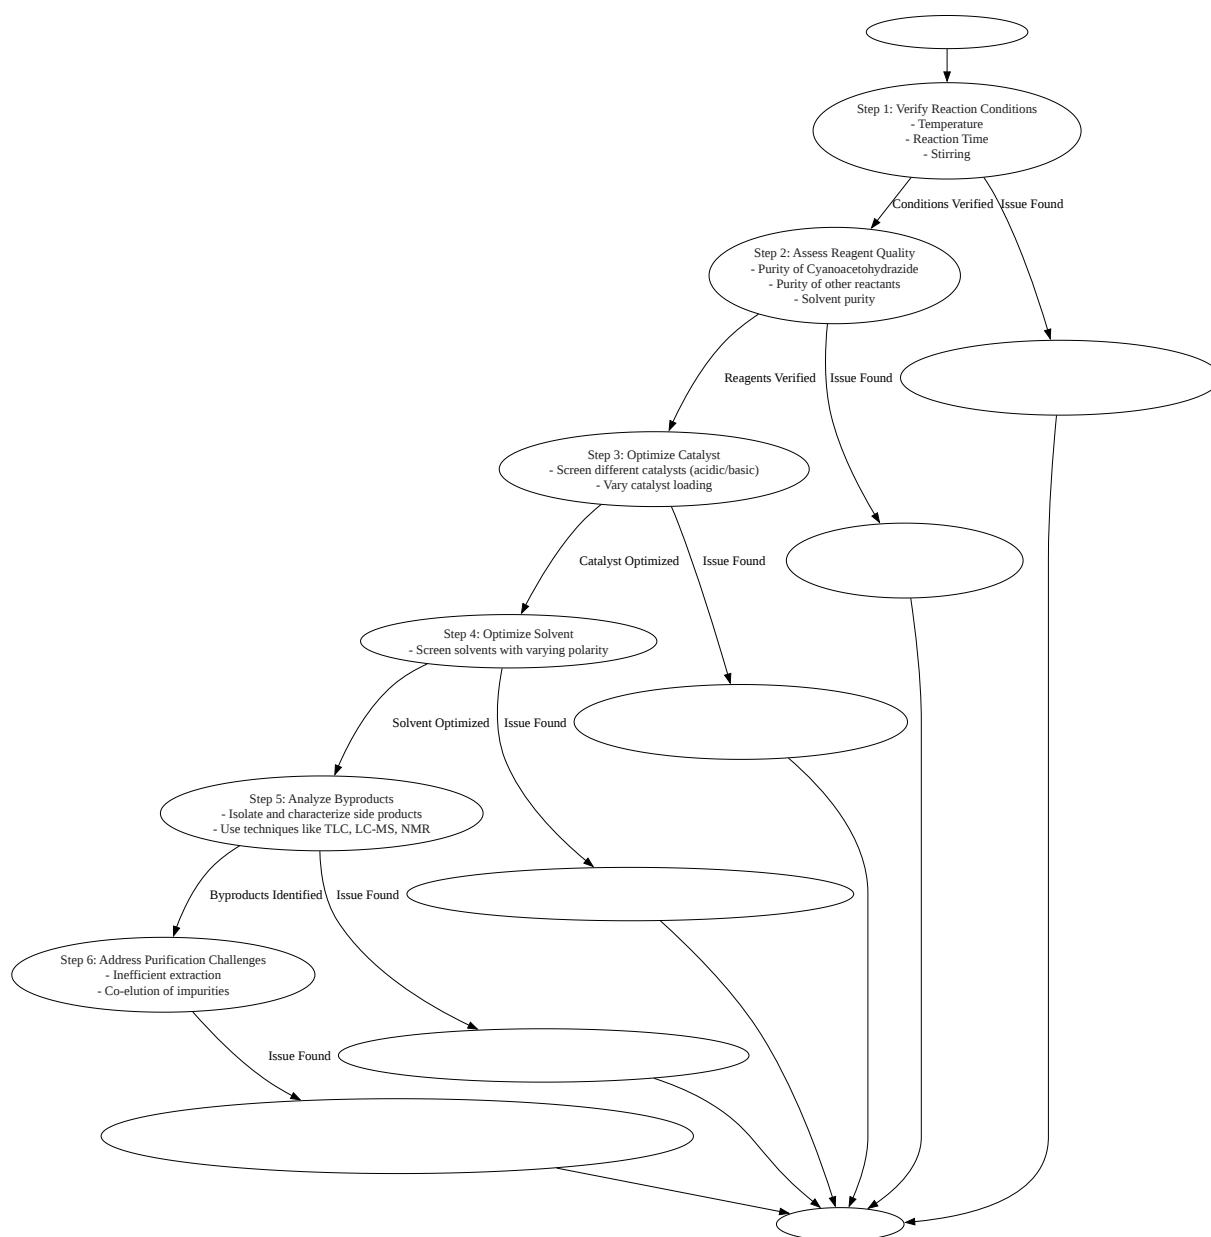 Step 1: Verify Reaction Conditions
- Temperature
- Reaction Time
- Stirring
Conditions Verified
Issue Found
Step 2: Assess Reagent Quality
- Purity of Cyanoacetohydrazide
- Purity of other reactants
- Solvent purity
Reagents Verified
Issue Found
Step 3: Optimize Catalyst
- Screen different catalysts (acidic/basic)
- Vary catalyst loading
Catalyst Optimized
Issue Found
Step 4: Optimize Solvent
- Screen solvents with varying polarity
Solvent Optimized
Issue Found
Step 5: Analyze Byproducts
- Isolate and characterize side products
- Use techniques like TLC, LC-MS, NMR
Byproducts Identified
Issue Found
Step 6: Address Purification Challenges
- Inefficient extraction
- Co-elution of impurities
Issue Found